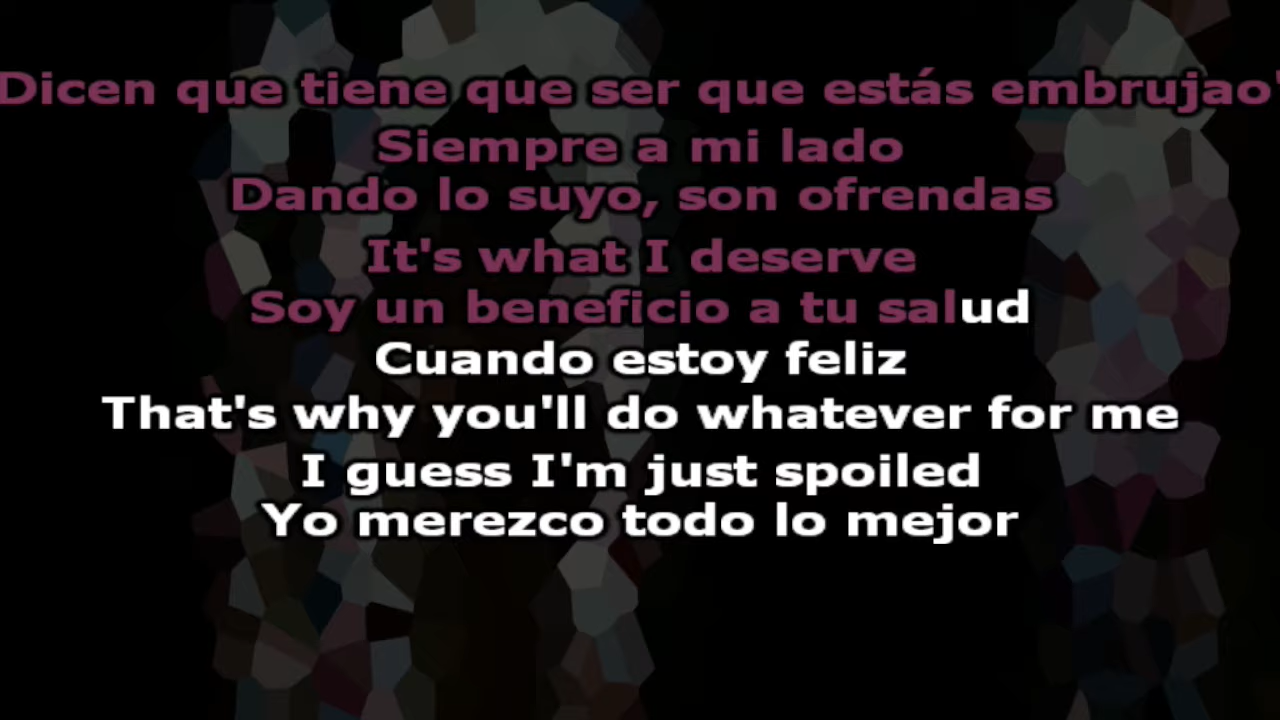 Dicen que tiene que ser que estás embrujao'
Siempre a mi lado
Dando lo suyo, son ofrendas
It's what I deserve
Soy un beneficio a tu salud
Cuando estoy feliz
That's why you'll do whatever for me
I guess I'm just spoiled
Yo merezco todo lo mejor